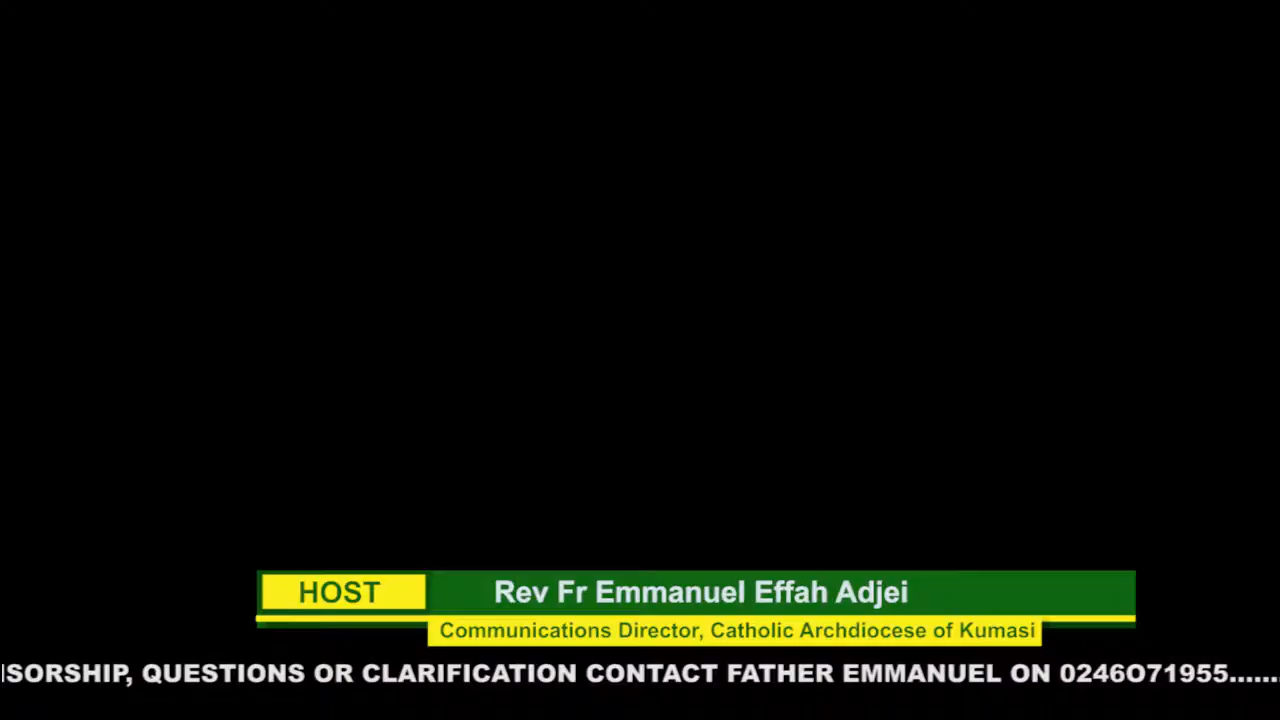 HOST
Rev Fr Emmanuel Effah Adjei
Communications Director, Catholic Archdiocese of Kumasi
QUESTIONS OR CLARIFICATION CONTACT FATHER EMMANUEL ON 0246O71955.......